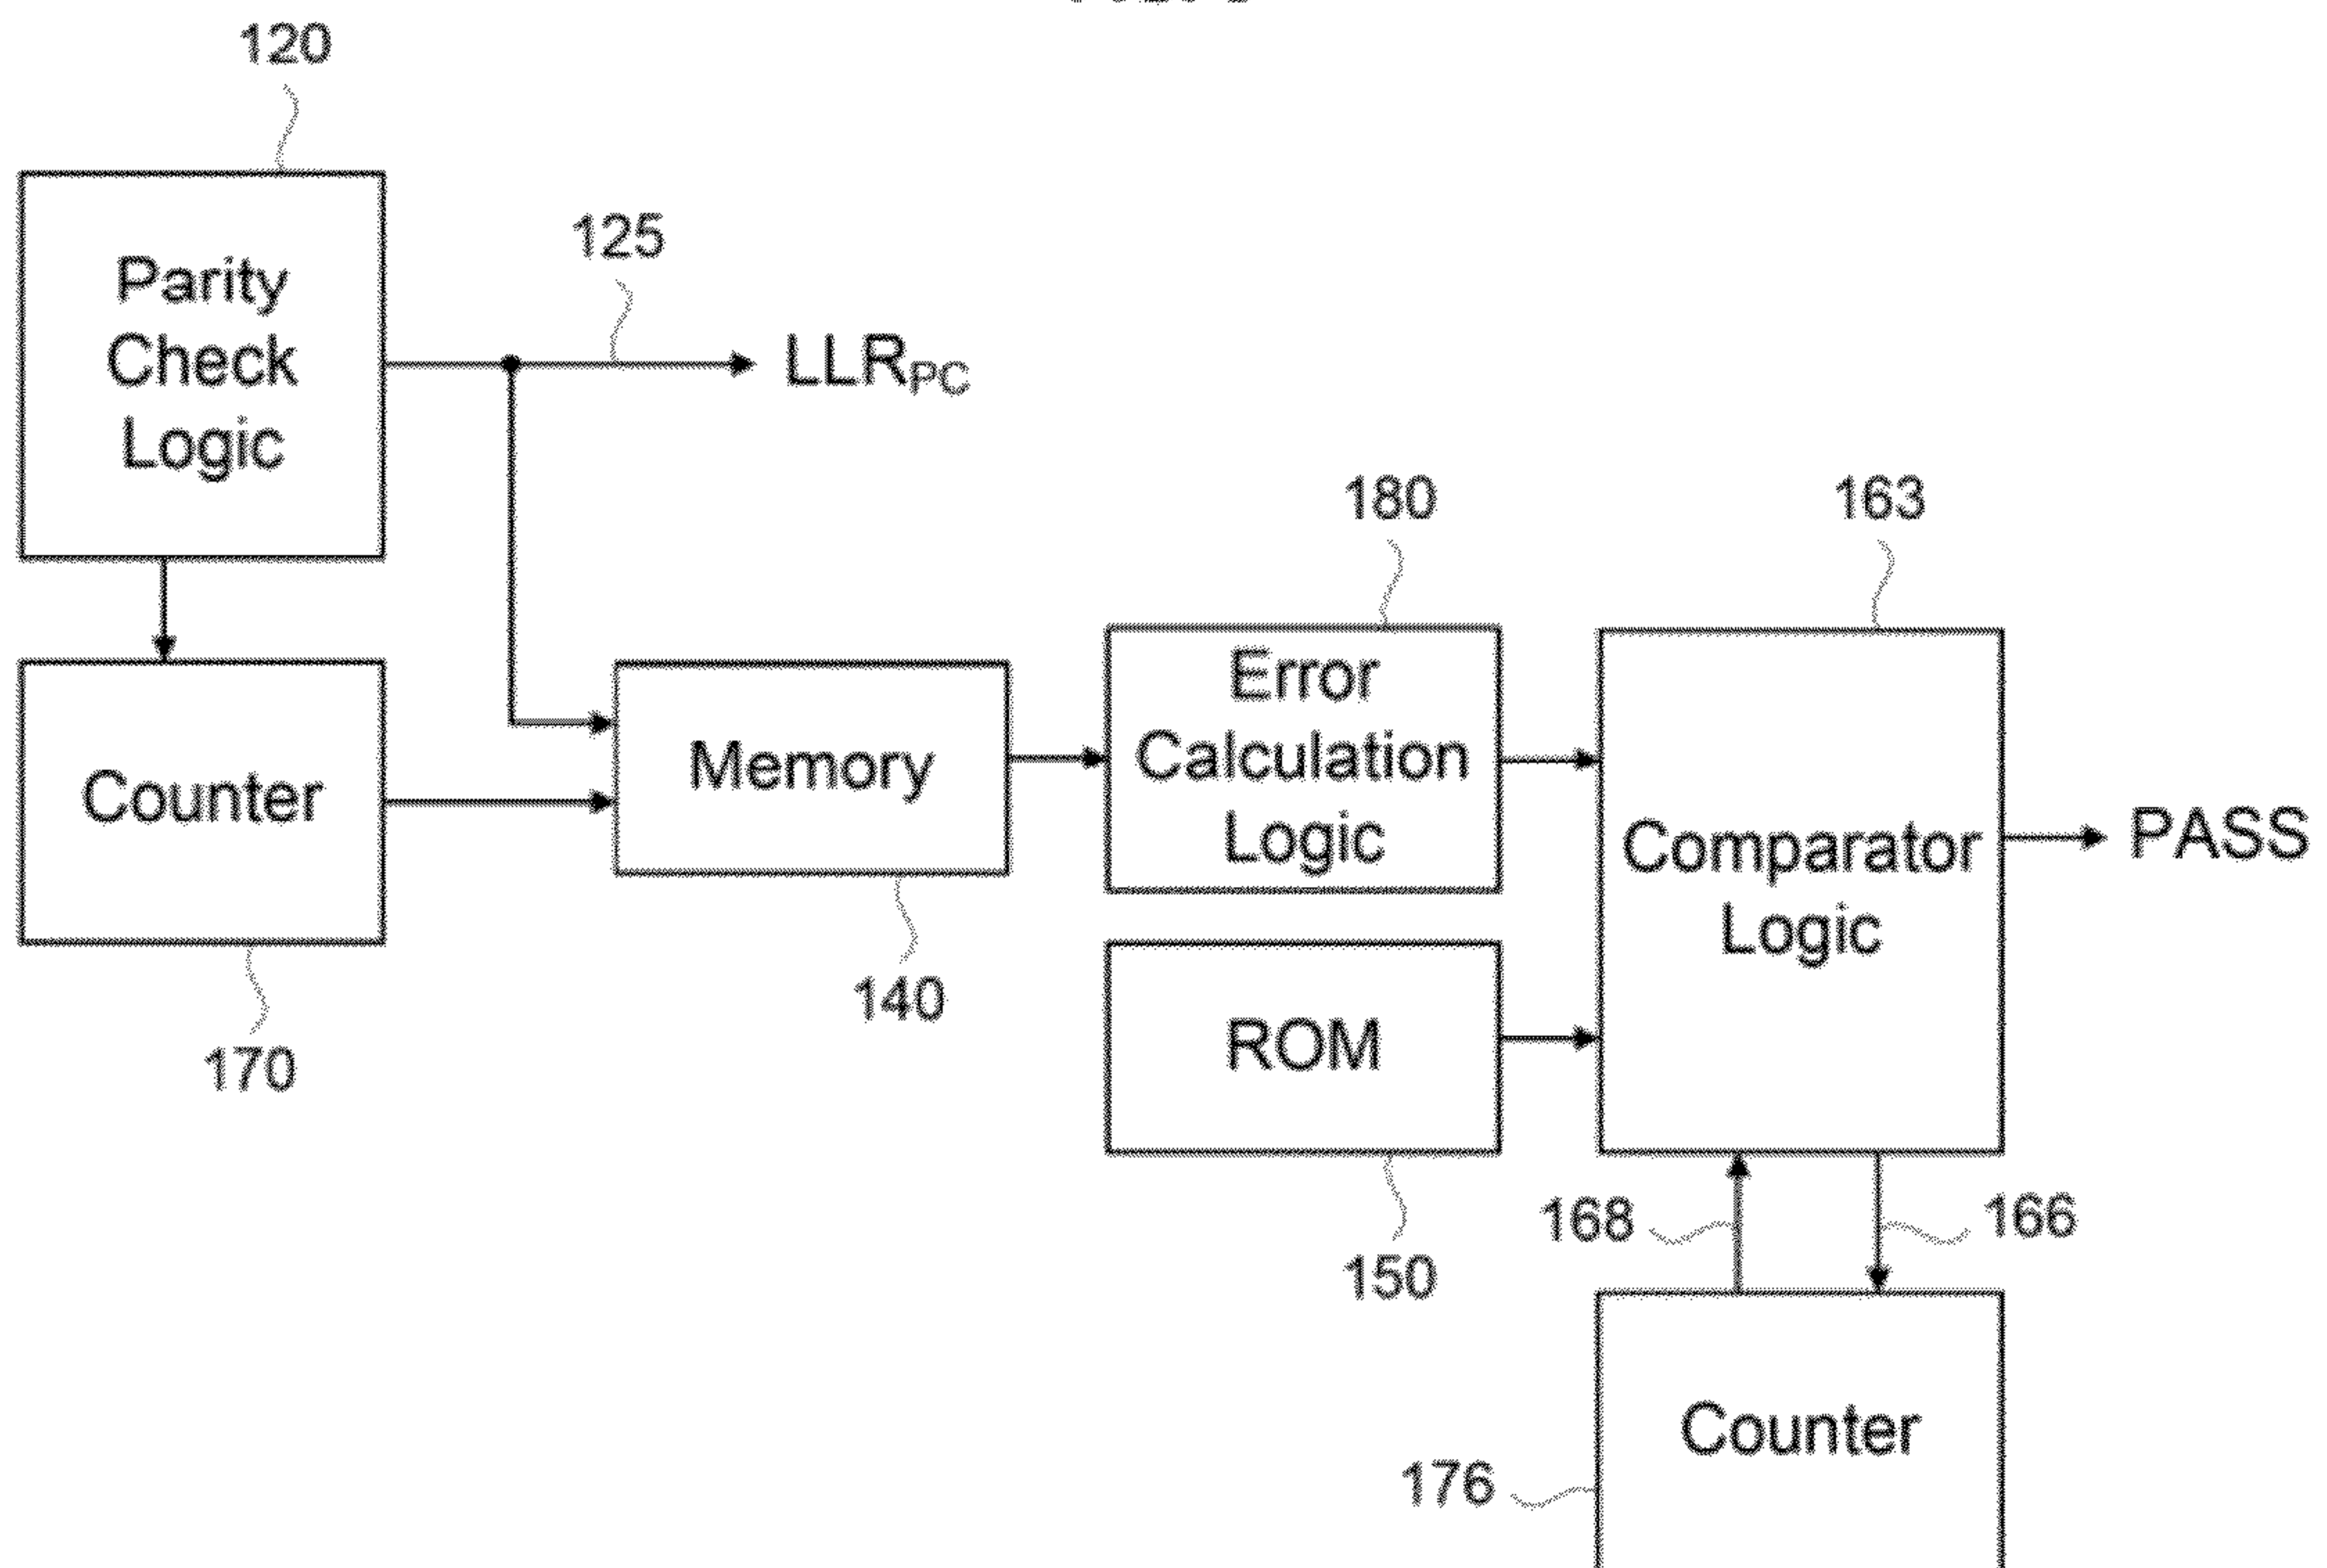 120
Parity
Check
Logic
125
LLRPC
180
163
Error
Calculation
Logic
Counter
Memory
Comparator
Logic
PASS
140
ROM
170
168
166
150
Counter
176